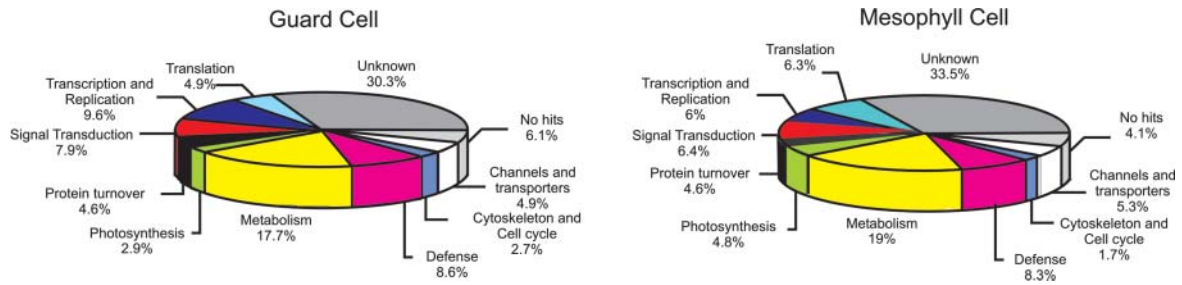 Guard Cell
Unknown
30.3%
Translation
4.9%
Transcription and
Replication
9.6%
Signal Transduction
7.9%
Protein turnover
4.6%
Photosynthesis
2.9%
Metabolism
17.7%
Defense
8.6%
Cytoskeleton and
Cell cycle
2.7%
Channels and
transporters
4.9%
No hits
6.1%
Mesophyll Cell
Unknown
33.5%
Translation
6.3%
Transcription and
Replication
6%
Signal Transduction
6.4%
Protein turnover
4.6%
Photosynthesis
4.8%
Metabolism
19%
Defense
8.3%
Cytoskeleton and
Cell cycle
1.7%
Channels and
transporters
5.3%
No hits
4.1%